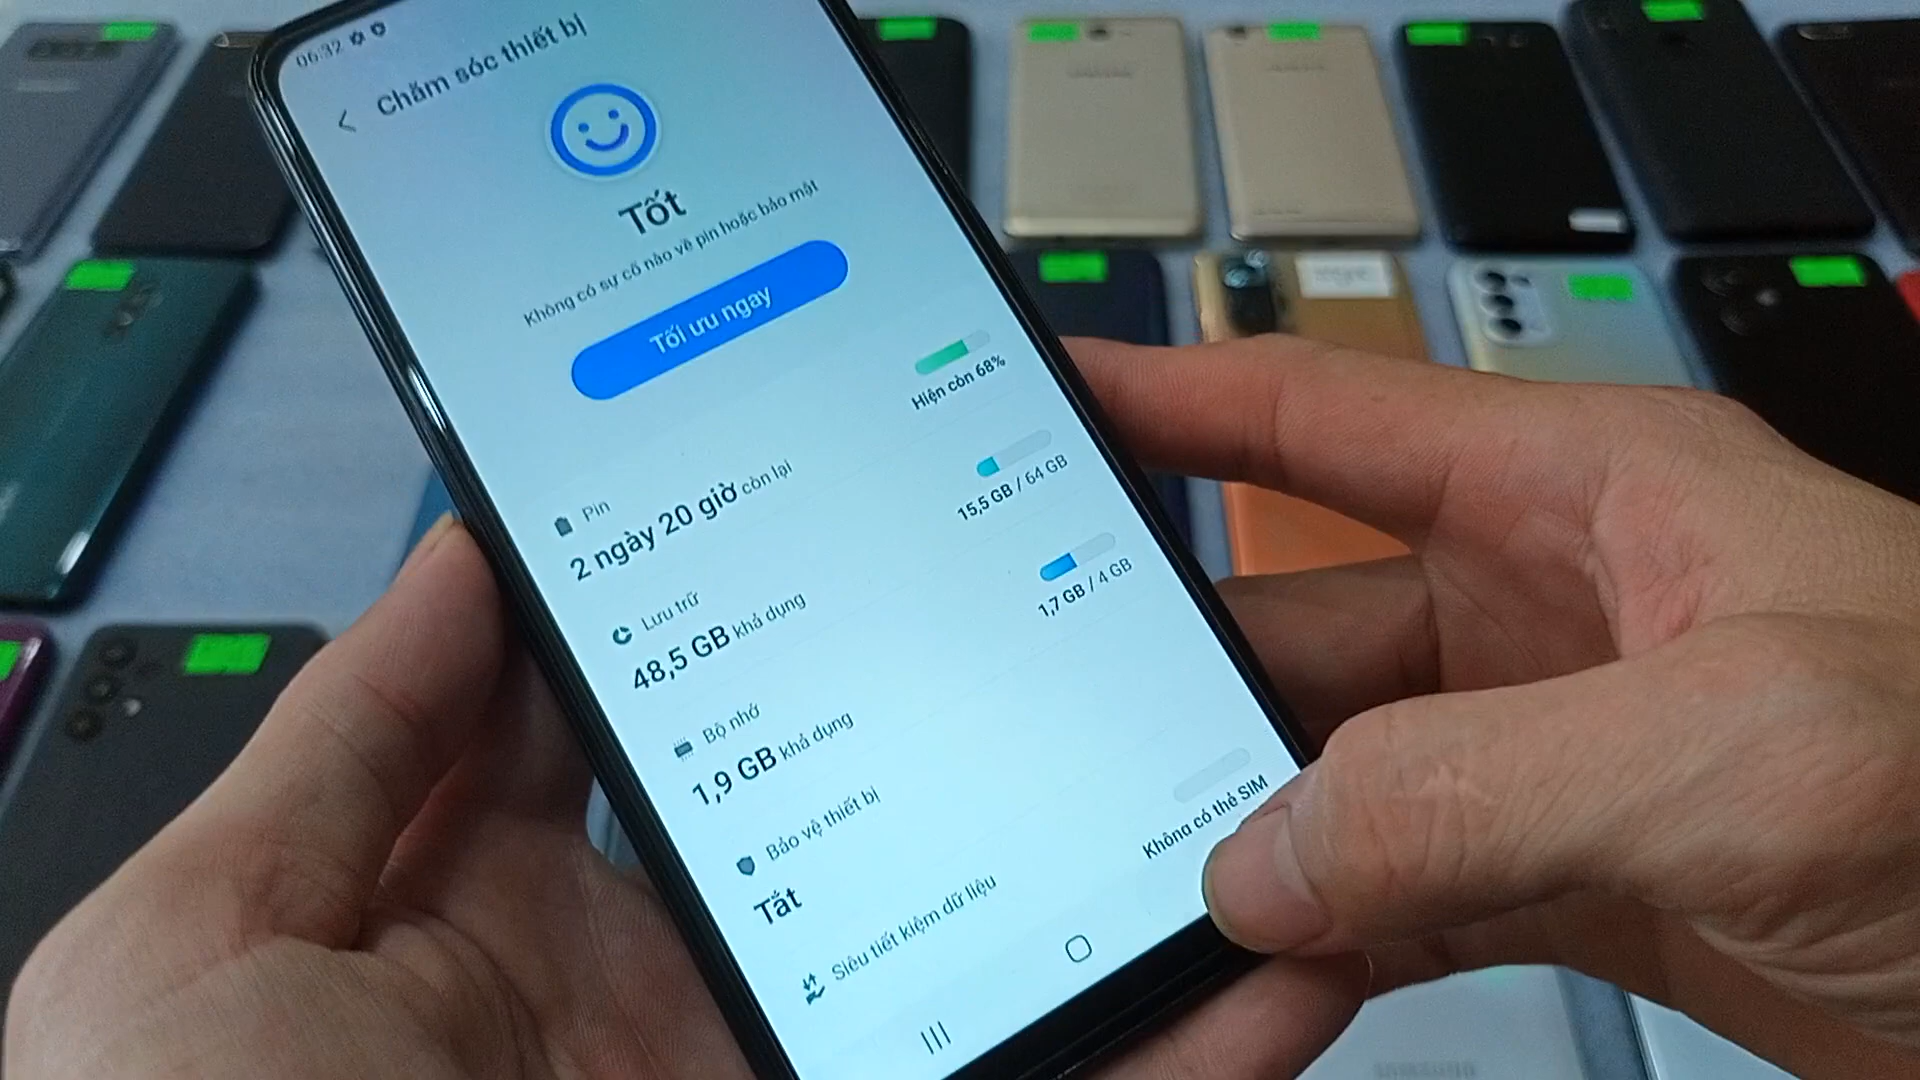 06:32
Chăm sóc thiết bị
Tốt
Không có sự cố nào về pin hoặc bảo mật
Tối ưu ngay
Pin
2 ngày 20 giờ còn lại
Hiện còn 68%
Lưu trữ
48,5 GB khả dụng
15,5 GB / 64 GB
Bộ nhớ
1,9 GB khả dụng
1,7 GB / 4 GB
Bảo vệ thiết bị
Tắt
Siêu tiết kiệm dữ liệu
Không có thẻ SIM
SAMSUNG